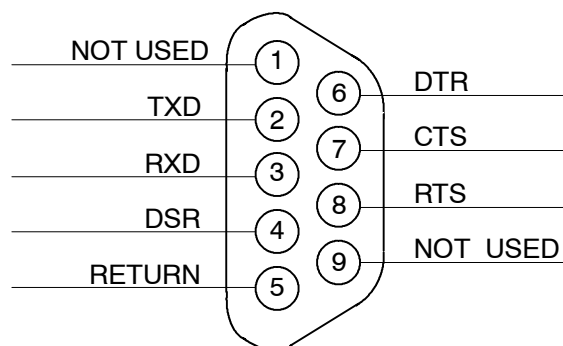 NOT USED 1
TXD 2
RXD 3
DSR 4
RETURN 5
6 DTR
7 CTS
8 RTS
9 NOT USED